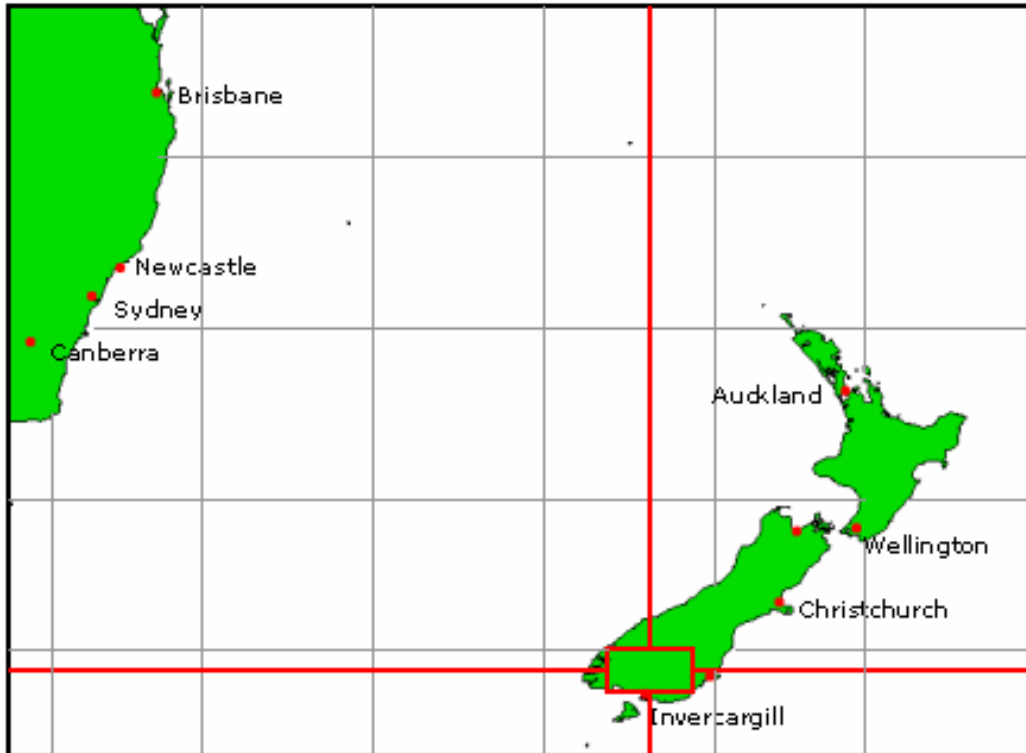 Brisbane
Newcastle
Sydney
Canberra
Auckland
Wellington
Christchurch
Invercargill